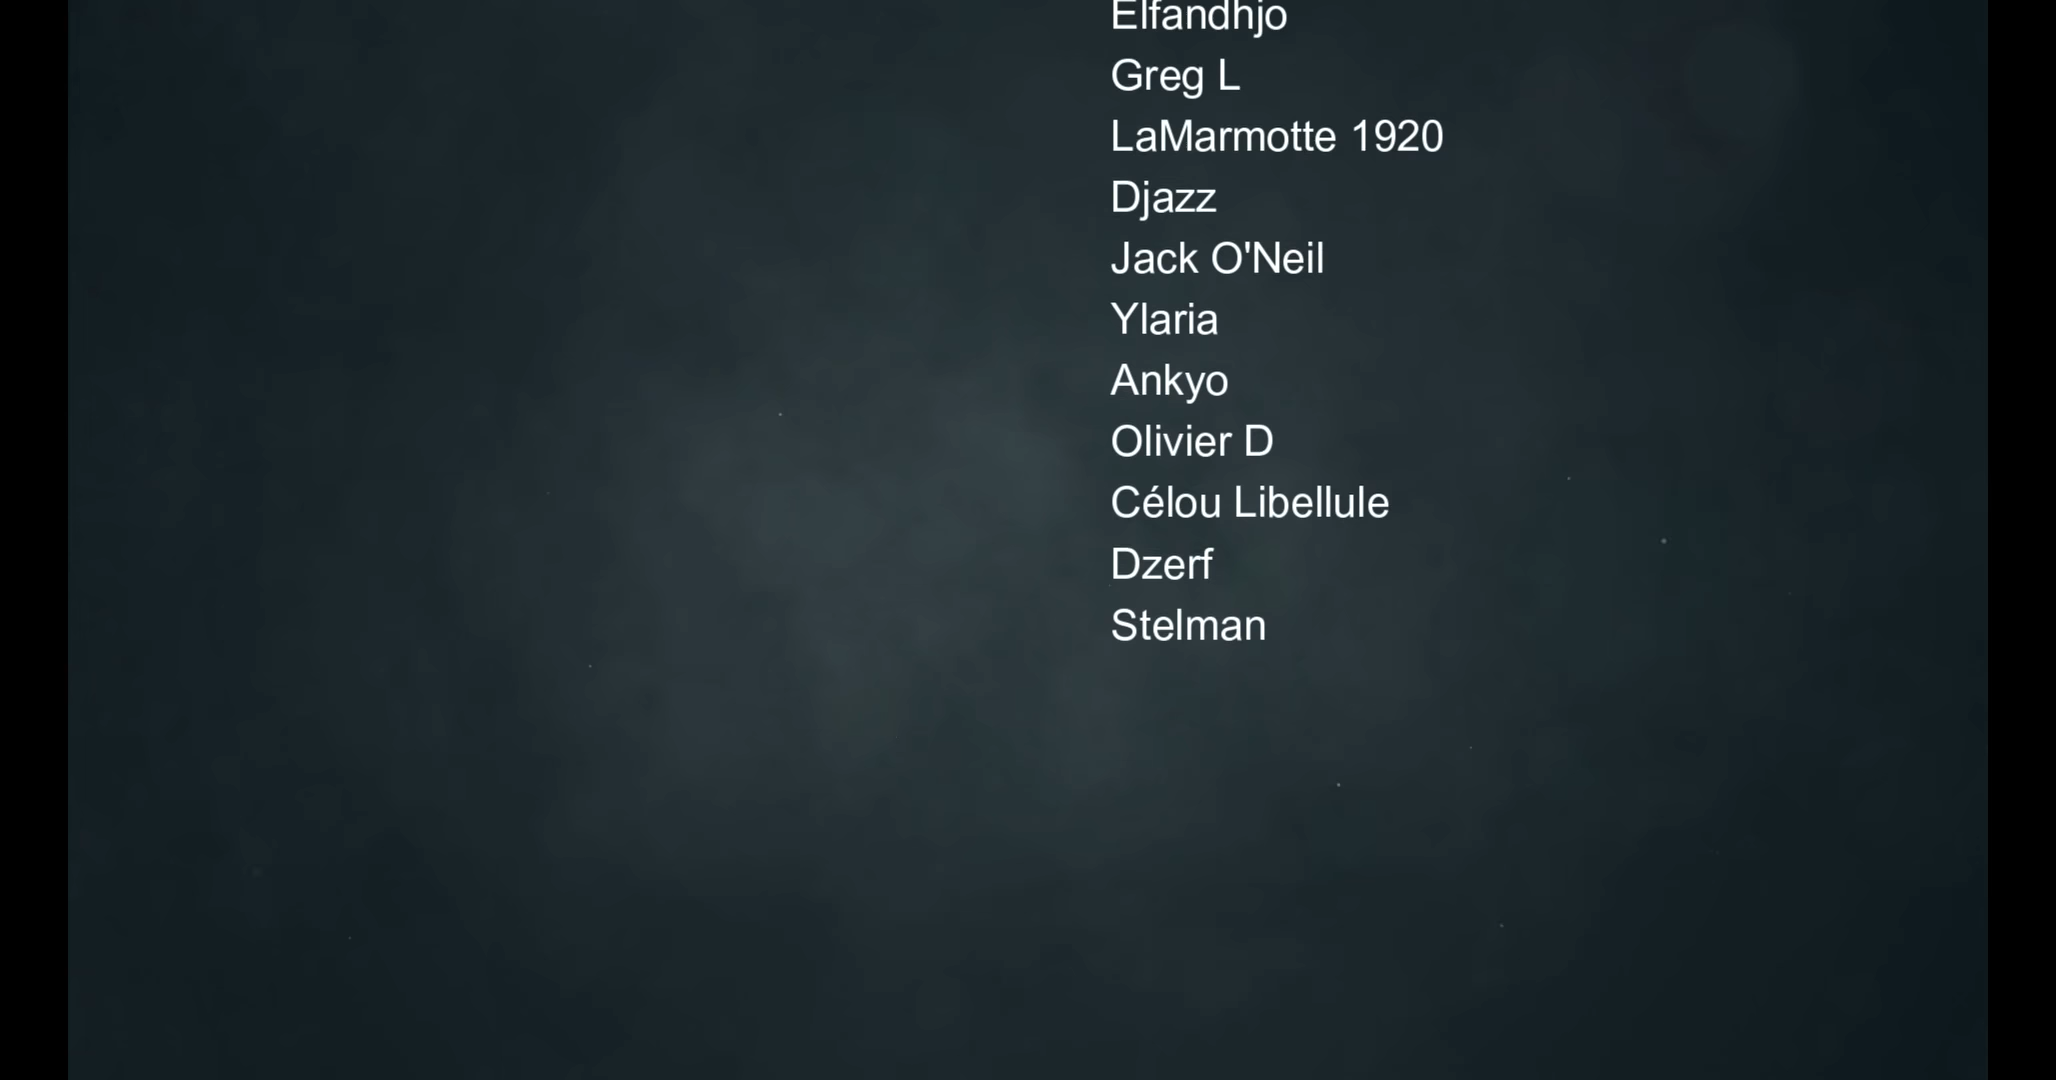 Elfandhjo
Greg L
LaMarmotte 1920
Djazz
Jack O'Neil
Ylaria
Ankyo
Olivier D
Célou Libellule
Dzerf
Stelman